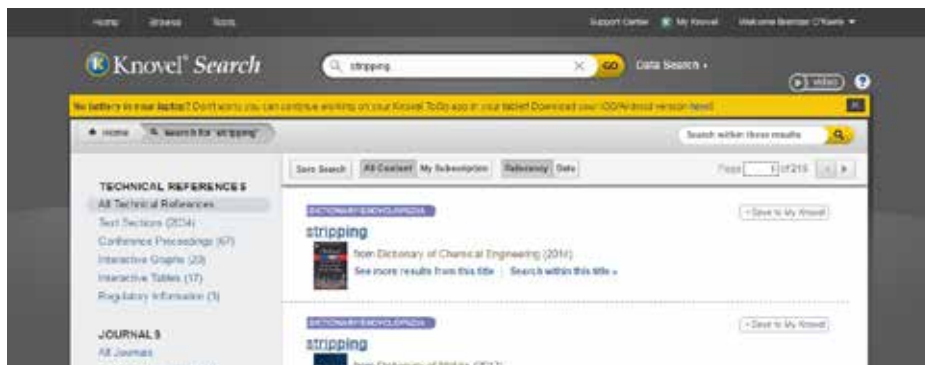 Home Browse Tools Support Center My Knovel Welcome Brendan O'Keefe
Knovel Search stripping GO Data Search
video ?
No battery in your laptop? Don't worry you can continue working on your Knovel ToGo app in your tablet! Download your iOS/Android version here!
Home Search for 'stripping' Search within these results
Save Search All Content My Subscription Relevancy Date Page 1 of 216
TECHNICAL REFERENCES
All Technical References
Text Sections
Conference Proceedings (67)
Interactive Graphs (20)
Interactive Tables (17)
Regulatory Information (3)
JOURNALS
All Journals
DICTIONARY/ENCYCLOPEDIA + Save to My Knovel
stripping
from Dictionary of Chemical Engineering (2014)
See more results from this title Search within this title »
DICTIONARY/ENCYCLOPEDIA + Save to My Knovel
stripping
from Dictionary of